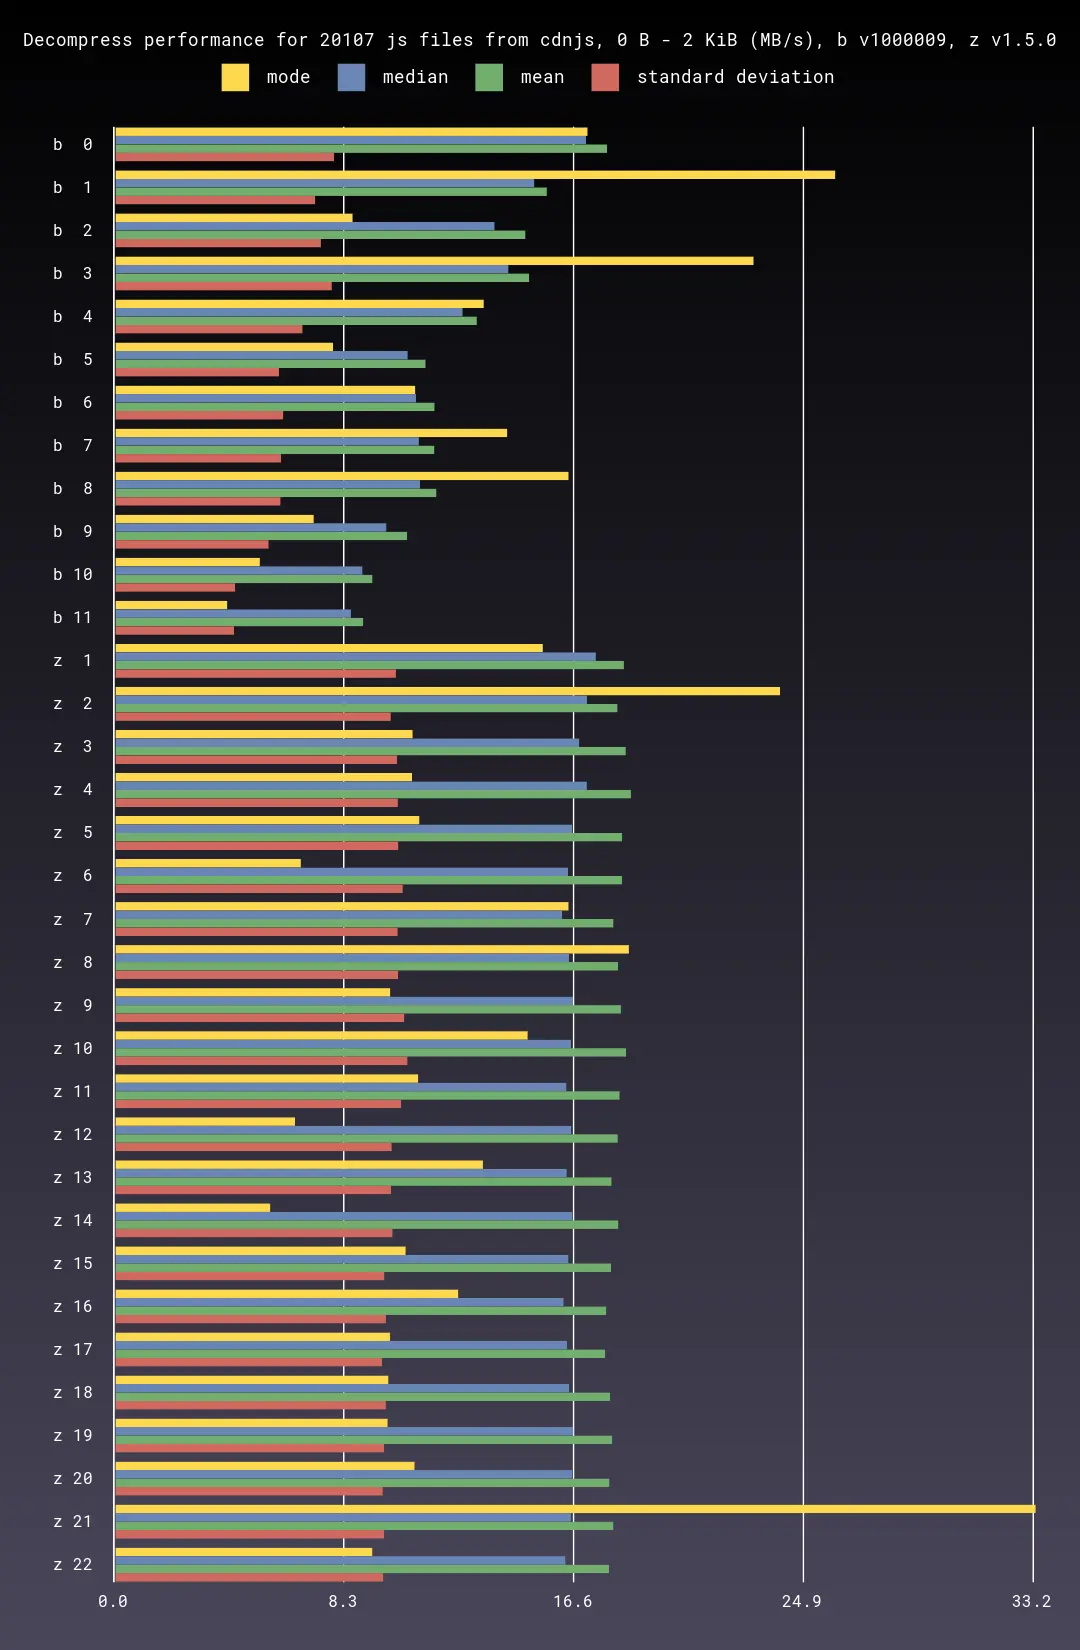 Decompress performance for 20107 js files from cdnjs, 0 B - 2 KiB (MB/s), b v1000009, z v1.5.0
mode median mean standard deviation
b 0
b 1
b 2
b 3
b 4
b 5
b 6
b 7
b 8
b 9
b 10
b 11
z 1
z 2
z 3
z 4
z 5
z 6
z 7
z 8
z 9
z 10
z 11
z 12
z 13
z 14
z 15
z 16
z 17
z 18
z 19
z 20
z 21
z 22
0.0 8.3 16.6 24.9 33.2